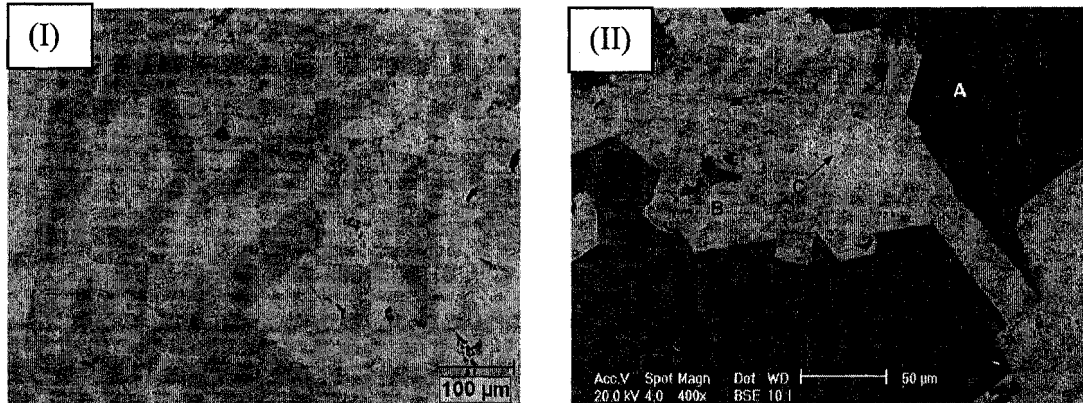 (I)
100 µm
(II)
A
B
C
50 µm
Acc.V Spot Magn Det WD
20.0 kV 4.0 400x BSE 10.1